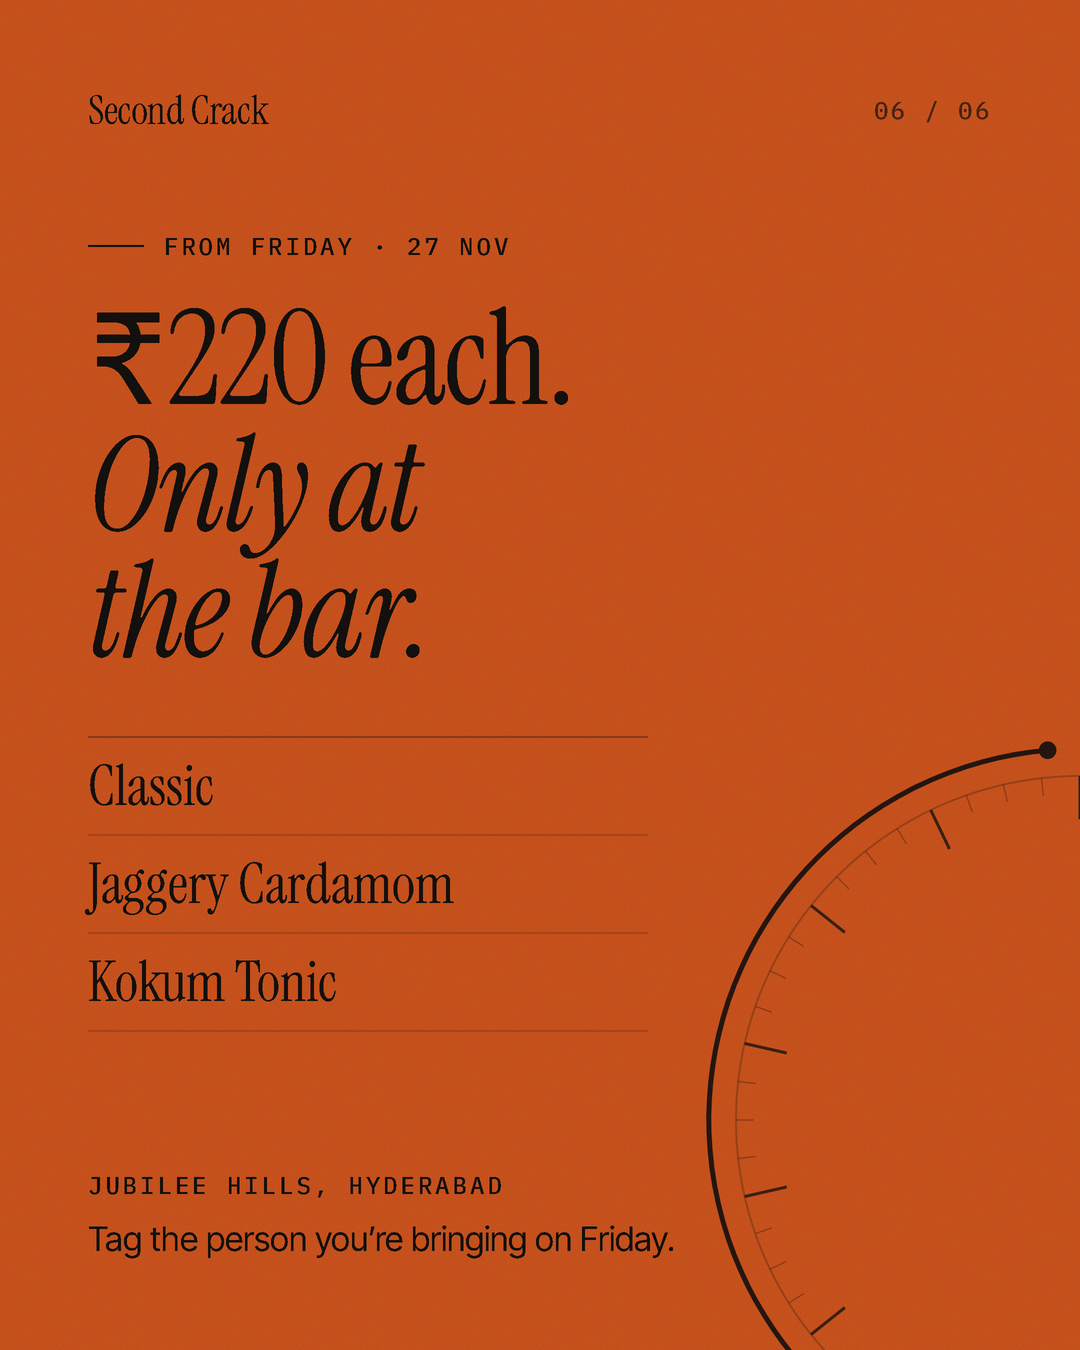 Second Crack
06 / 06
FROM FRIDAY · 27 NOV
₹220 each.
Only at
the bar.
Classic
Jaggery Cardamom
Kokum Tonic
JUBILEE HILLS, HYDERABAD
Tag the person you’re bringing on Friday.